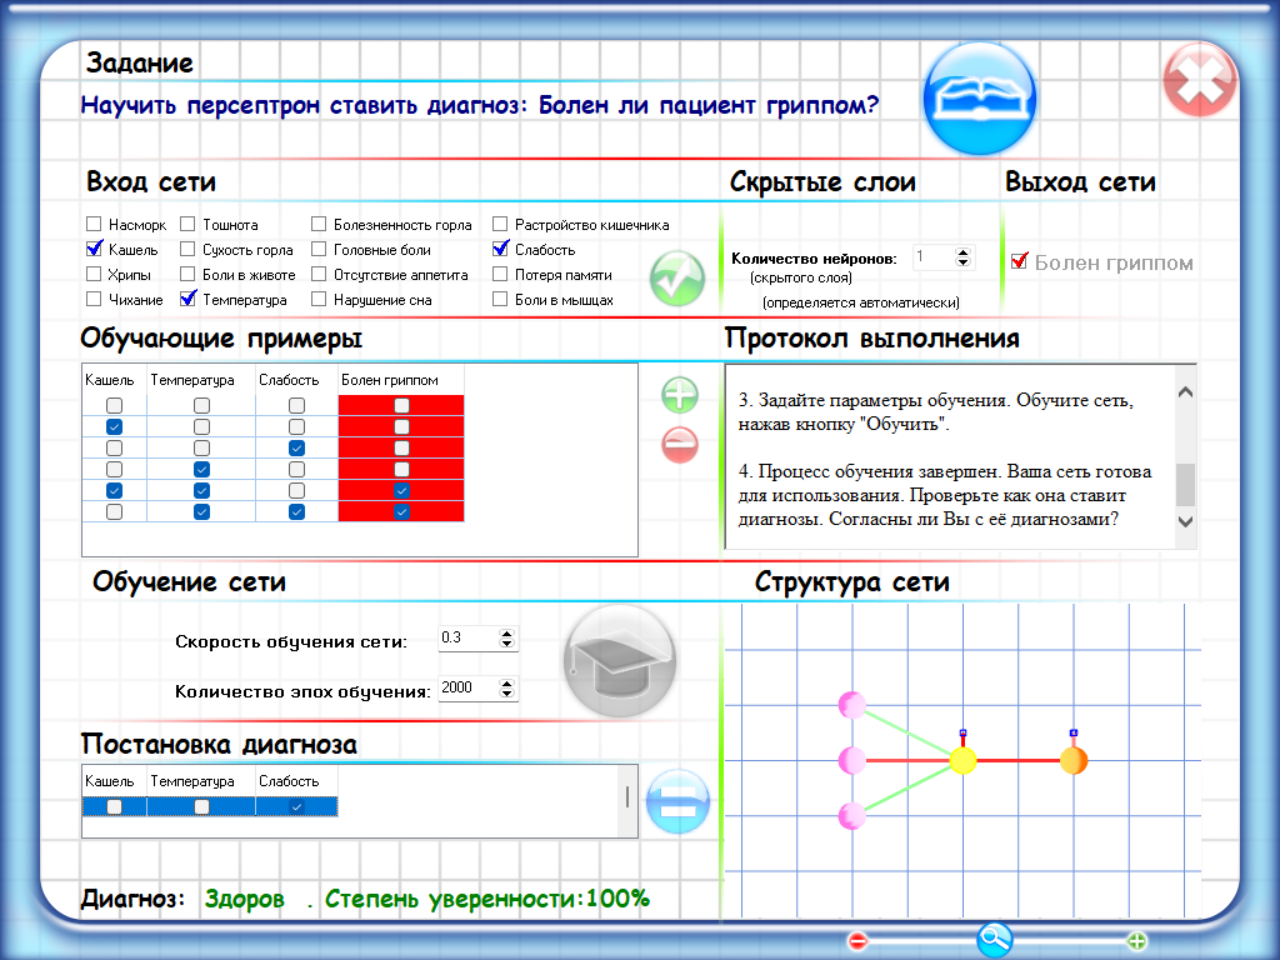 Задание
Научить персептрон ставить диагноз: Болен ли пациент гриппом?
Вход сети
Насморк Тошнота Болезненность горла Растройство кишечника
Кашель Сухость горла Головные боли Слабость
Хрипы Боли в животе Отсутствие аппетита Потеря памяти
Чихание Температура Нарушение сна Боли в мышцах
Скрытые слои
Количество нейронов: 1
(скрытого слоя)
(определяется автоматически)
Выход сети
Болен гриппом
Обучающие примеры
Кашель Температура Слабость Болен гриппом
Протокол выполнения
3. Задайте параметры обучения. Обучите сеть,
нажав кнопку "Обучить".
4. Процесс обучения завершен. Ваша сеть готова
для использования. Проверьте как она ставит
диагнозы. Согласны ли Вы с её диагнозами?
Обучение сети
Скорость обучения сети: 0.3
Количество эпох обучения: 2000
Структура сети
Постановка диагноза
Кашель Температура Слабость
Диагноз: Здоров . Степень уверенности:100%